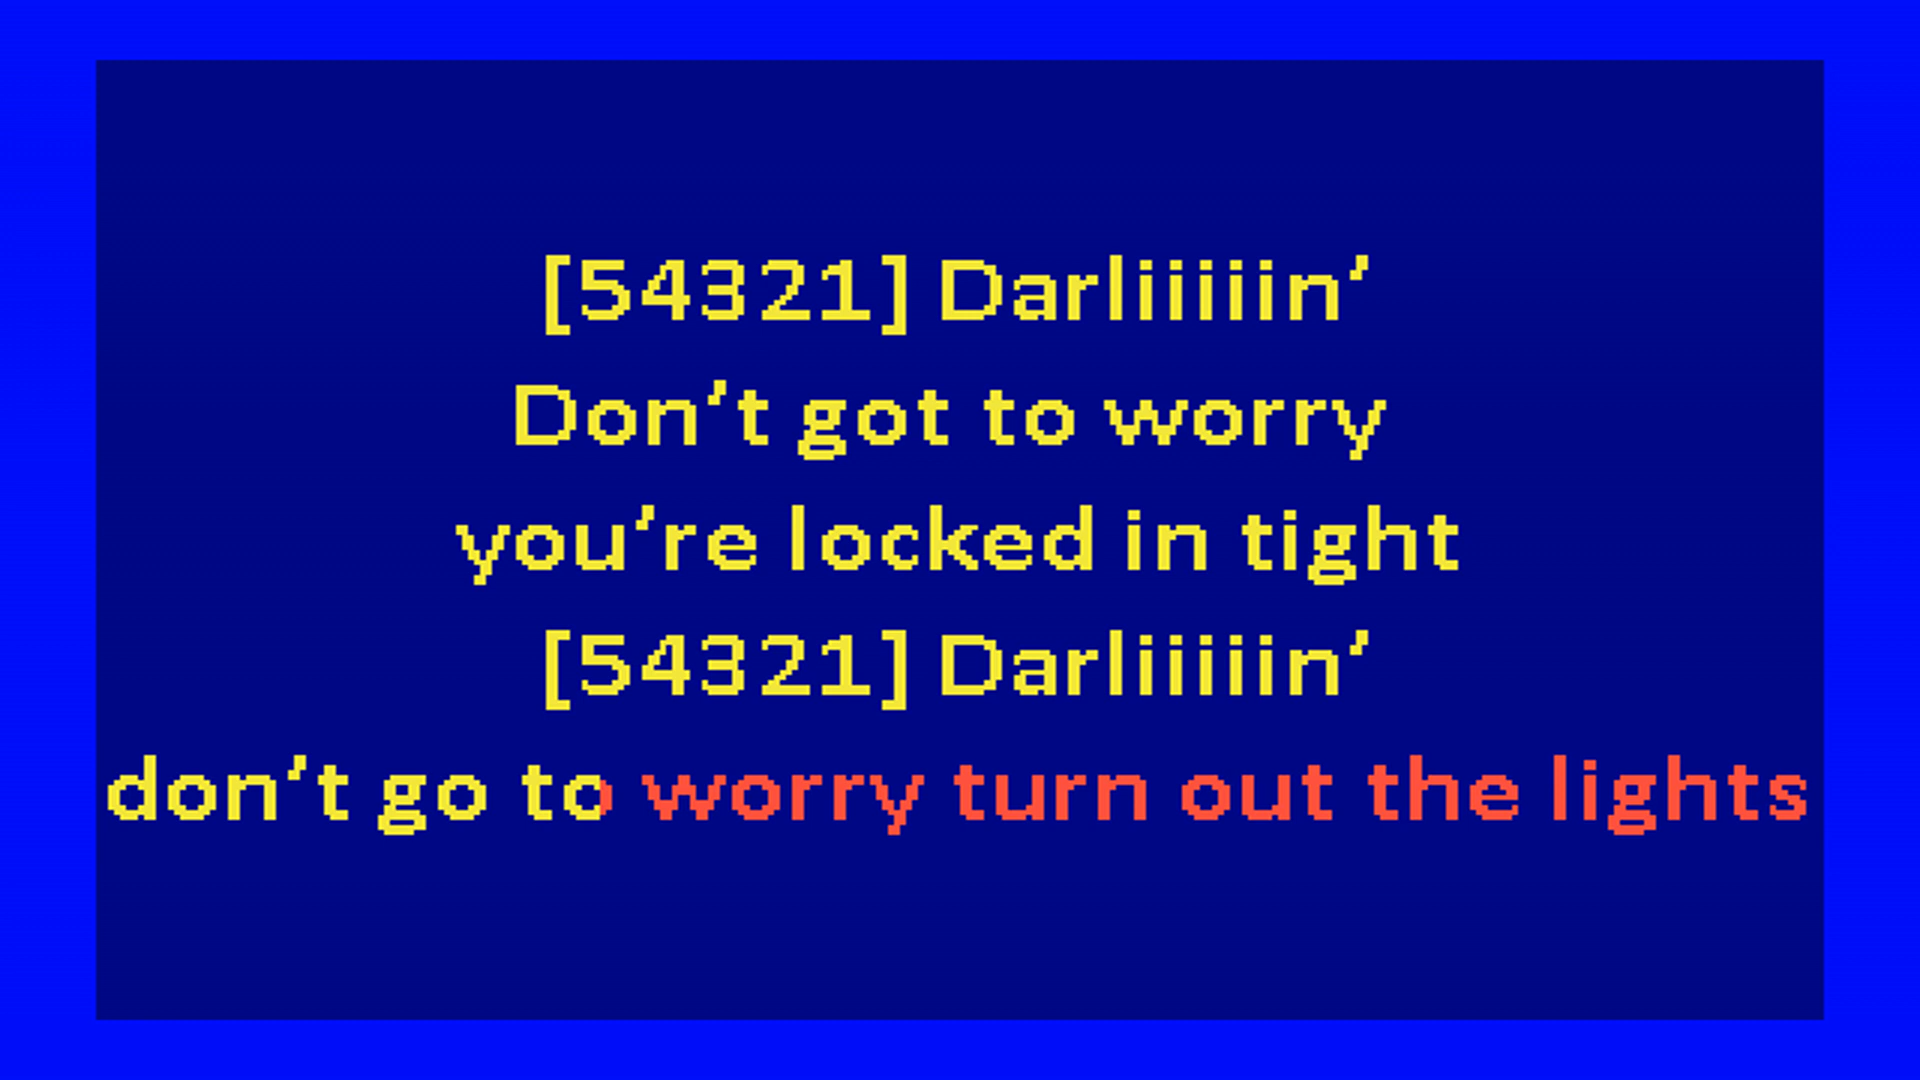 [54321] Darliiiiin’
Don’t got to worry
you’re locked in tight
[54321] Darliiiiin’
don’t go to worry turn out the lights